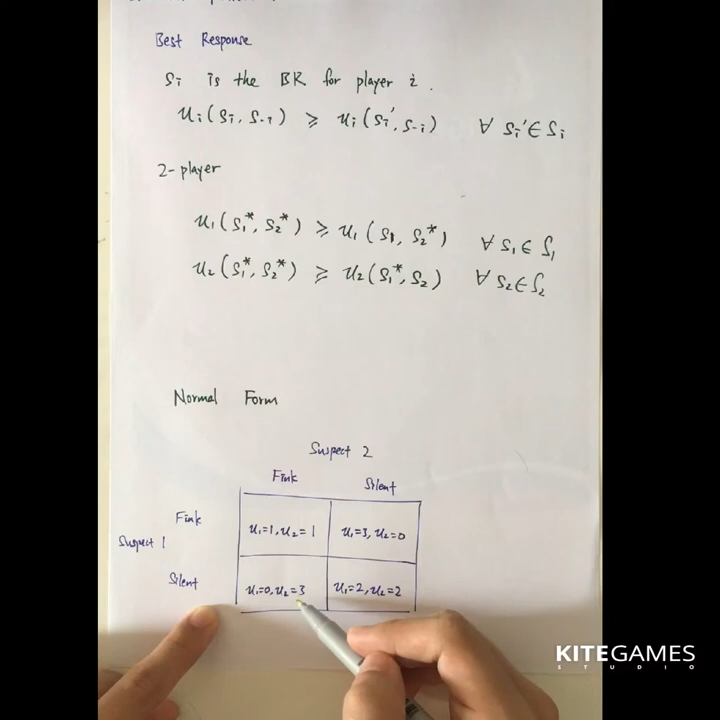 Best Response
Si is the BR for player i.
ui(si, s-i) ≥ ui(si', s-i) ∀ si' ∈ Si
2-player
u1(s1*, s2*) ≥ u1(s1, s2*) ∀ s1 ∈ S1
u2(s1*, s2*) ≥ u2(s1*, s2) ∀ s2 ∈ S2
Normal Form
Suspect 2
Fink Silent
Fink u1=1, u2=1 u1=3, u2=0
Suspect 1
Silent u1=0, u2=3 u1=2, u2=2
KITEGAMES
STUDIO